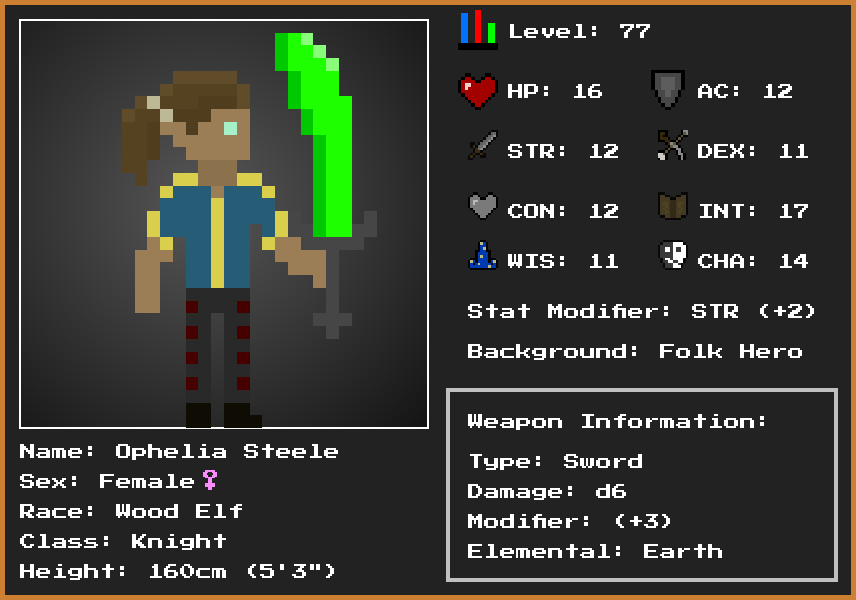 Level: 77
HP: 16
AC: 12
STR: 12
DEX: 11
CON: 12
INT: 17
WIS: 11
CHA: 14
Stat Modifier: STR (+2)
Background: Folk Hero
Weapon Information:
Type: Sword
Damage: d6
Modifier: (+3)
Elemental: Earth
Name: Ophelia Steele
Sex: Female♀
Race: Wood Elf
Class: Knight
Height: 160cm (5'3")